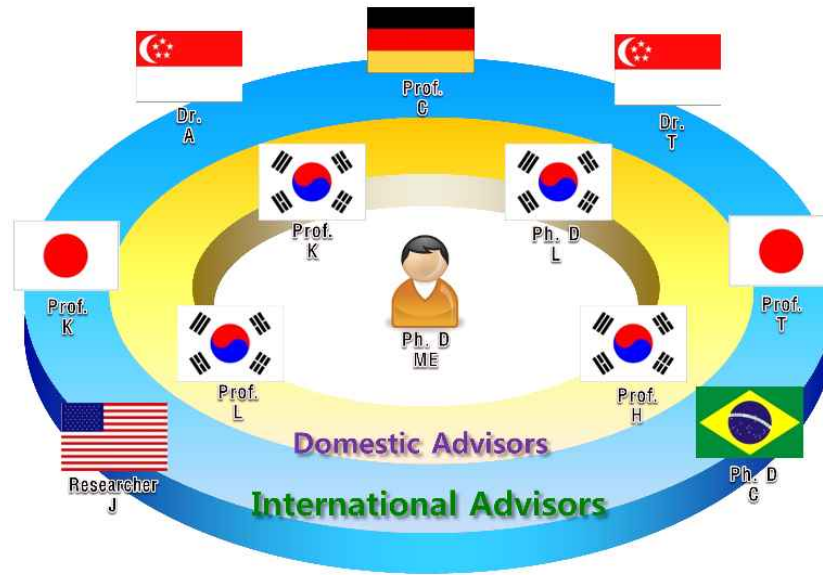 Prof.
C
Dr.
A
Dr.
T
Prof.
K
Ph. D
L
Prof.
K
Prof.
T
Ph. D
ME
Prof.
L
Prof.
H
Domestic Advisors
Researcher
J
Ph. D
C
International Advisors